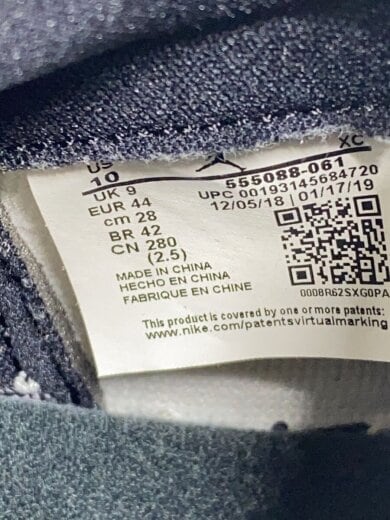 XC
US
10
UK 9
EUR 44
cm 28
BR 42
CN 280
(2.5)
555088-061
UPC 00193145684720
12/05/18 | 01/17/19
MADE IN CHINA
HECHO EN CHINA
FABRIQUE EN CHINE
0008R62SXG0PA
This product is covered by one or more patents:
www.nike.com/patentsvirtualmarking